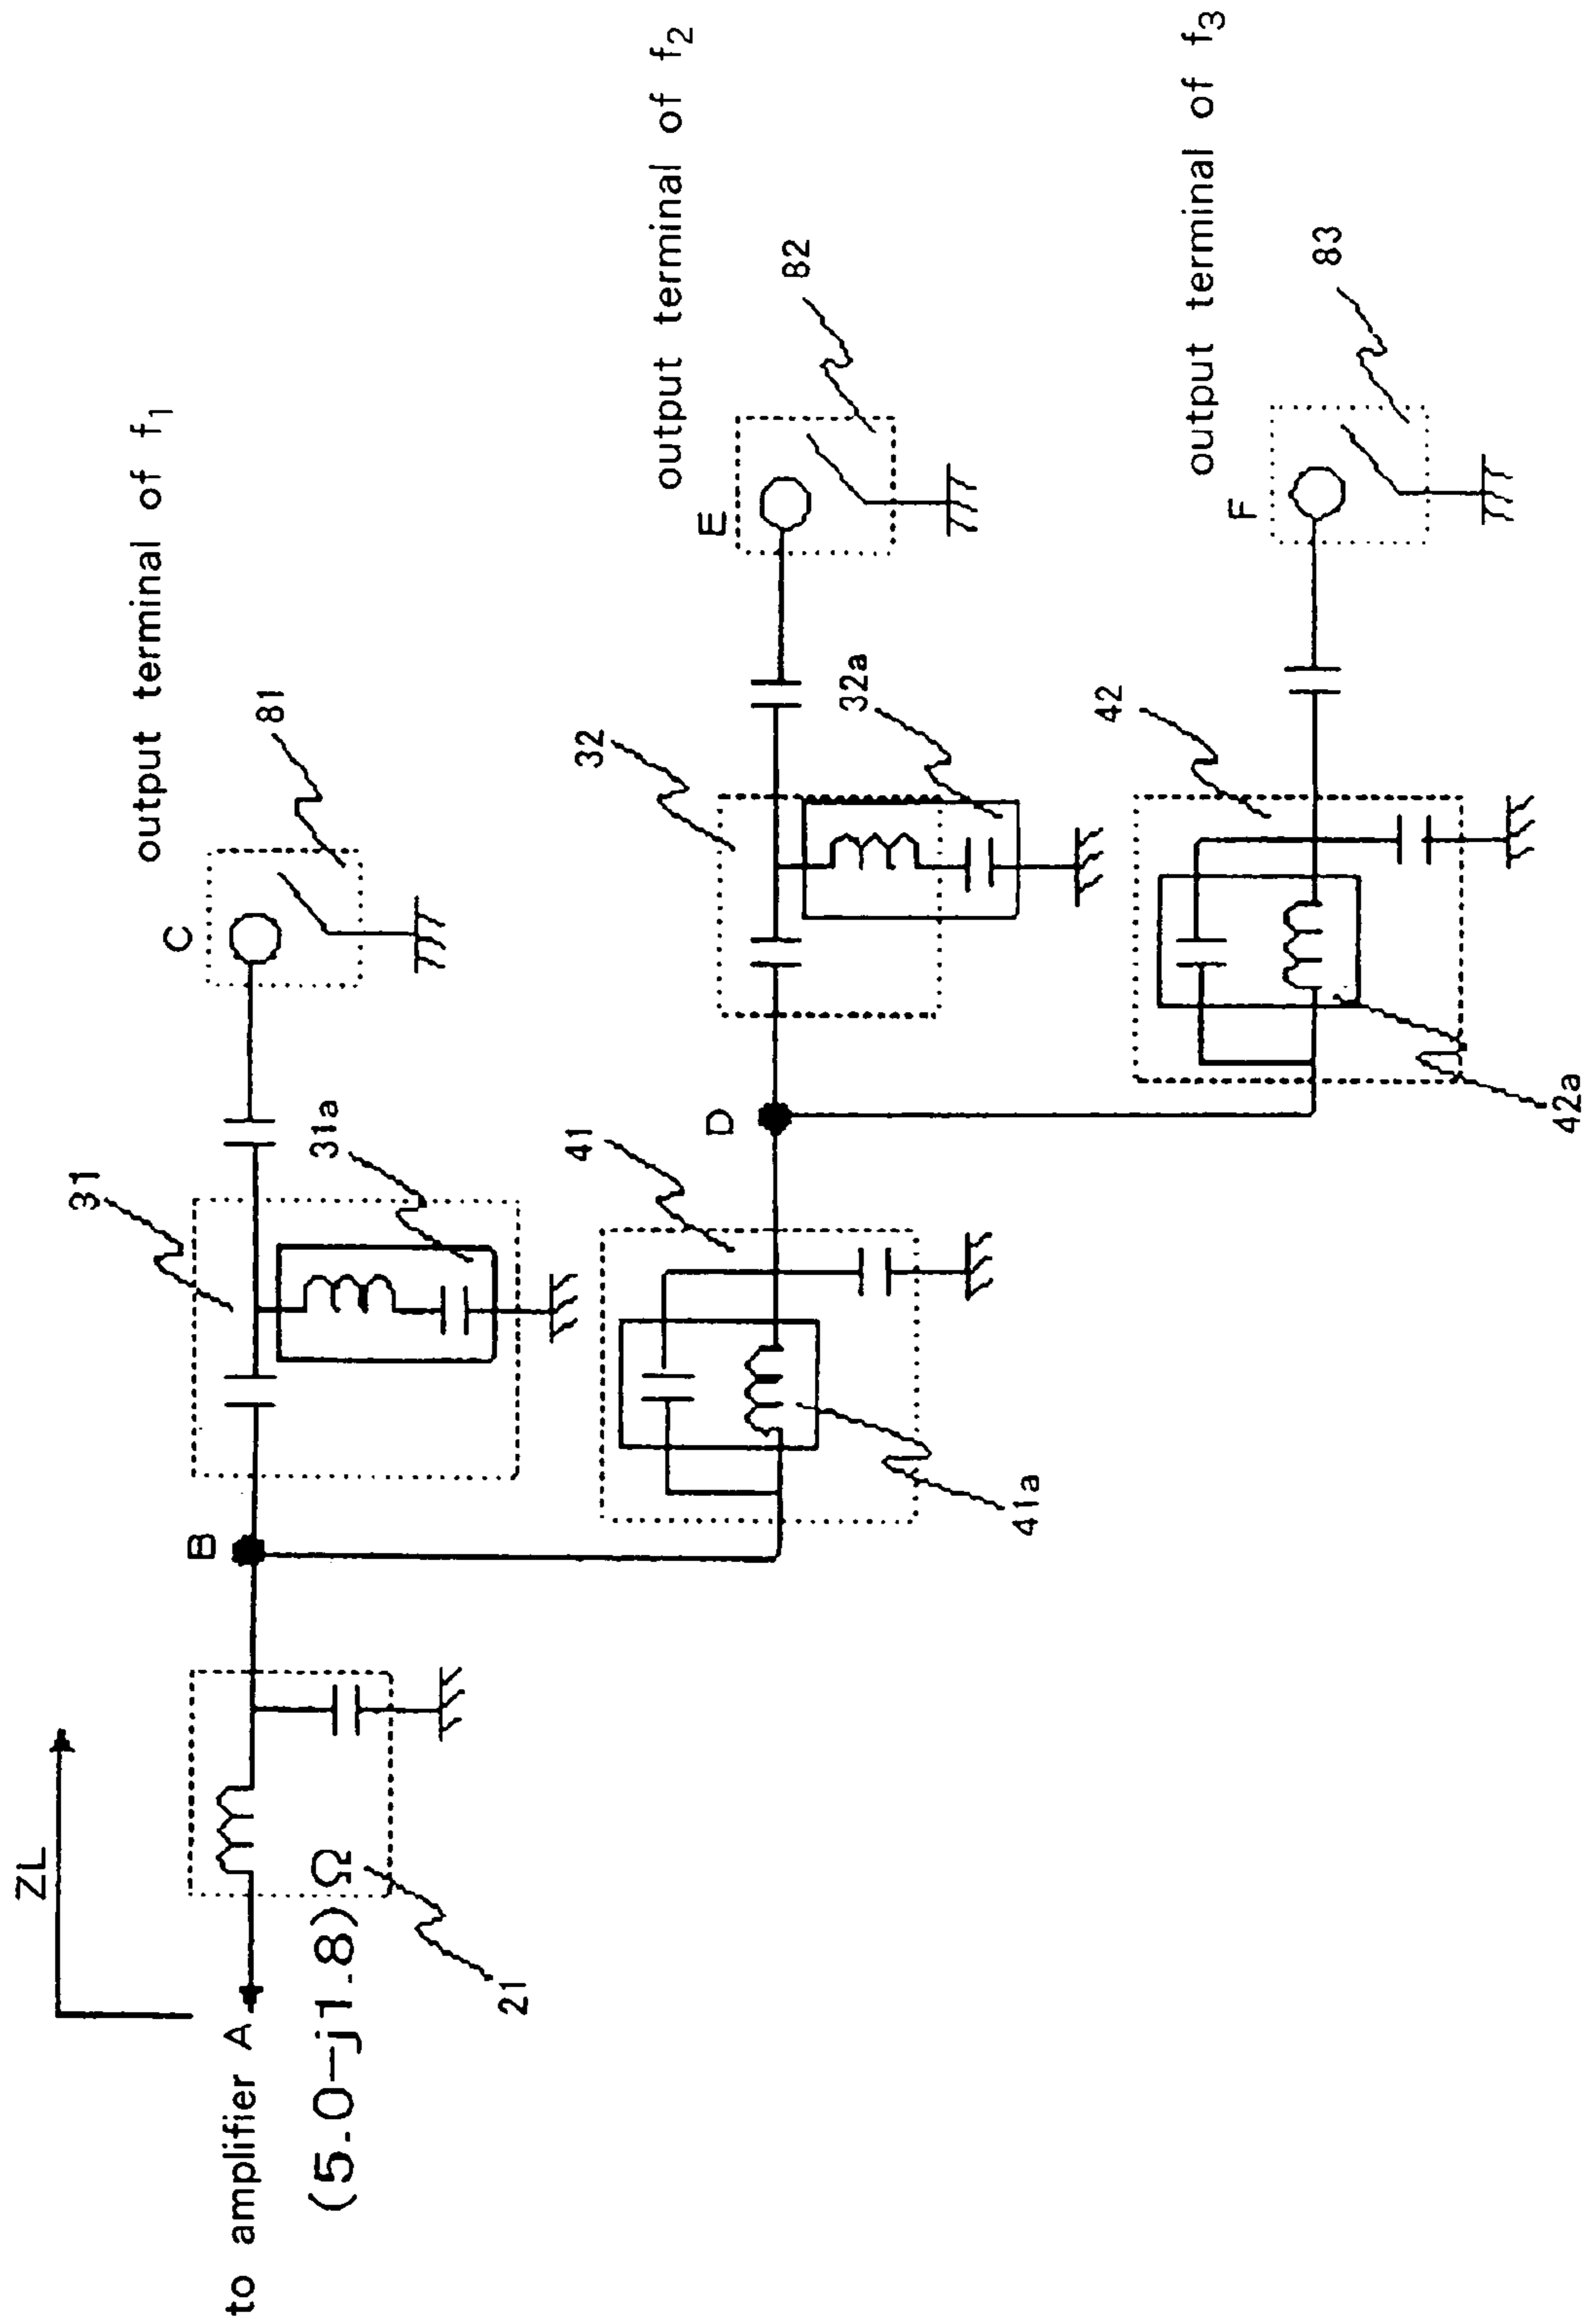 ZL
to amplifier A
(5.0-j1.8)Ω
21
B
31
31a
C
81
output terminal of f1
41
41a
D
32
32a
E
82
output terminal of f2
42
42a
F
83
output terminal of f3